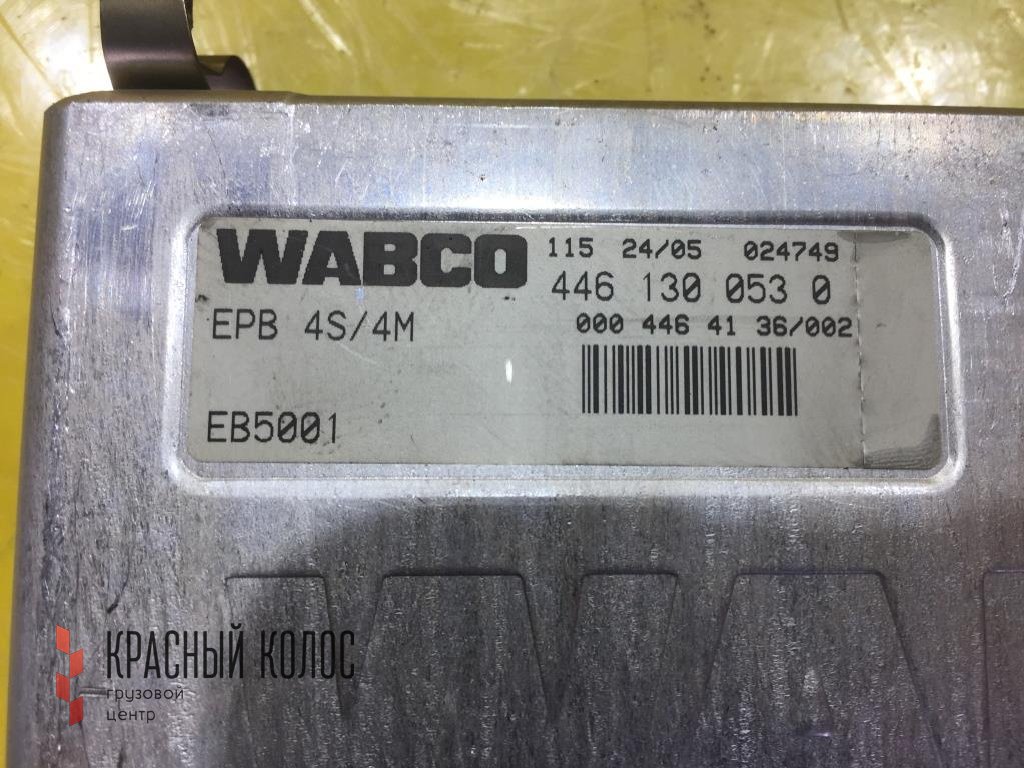 WABCO 115 24/05 024749
446 130 053 0
EPB 4S/4M 000 446 41 36/002
EB5001
КРАСНЫЙ КОЛОС
грузовой
центр